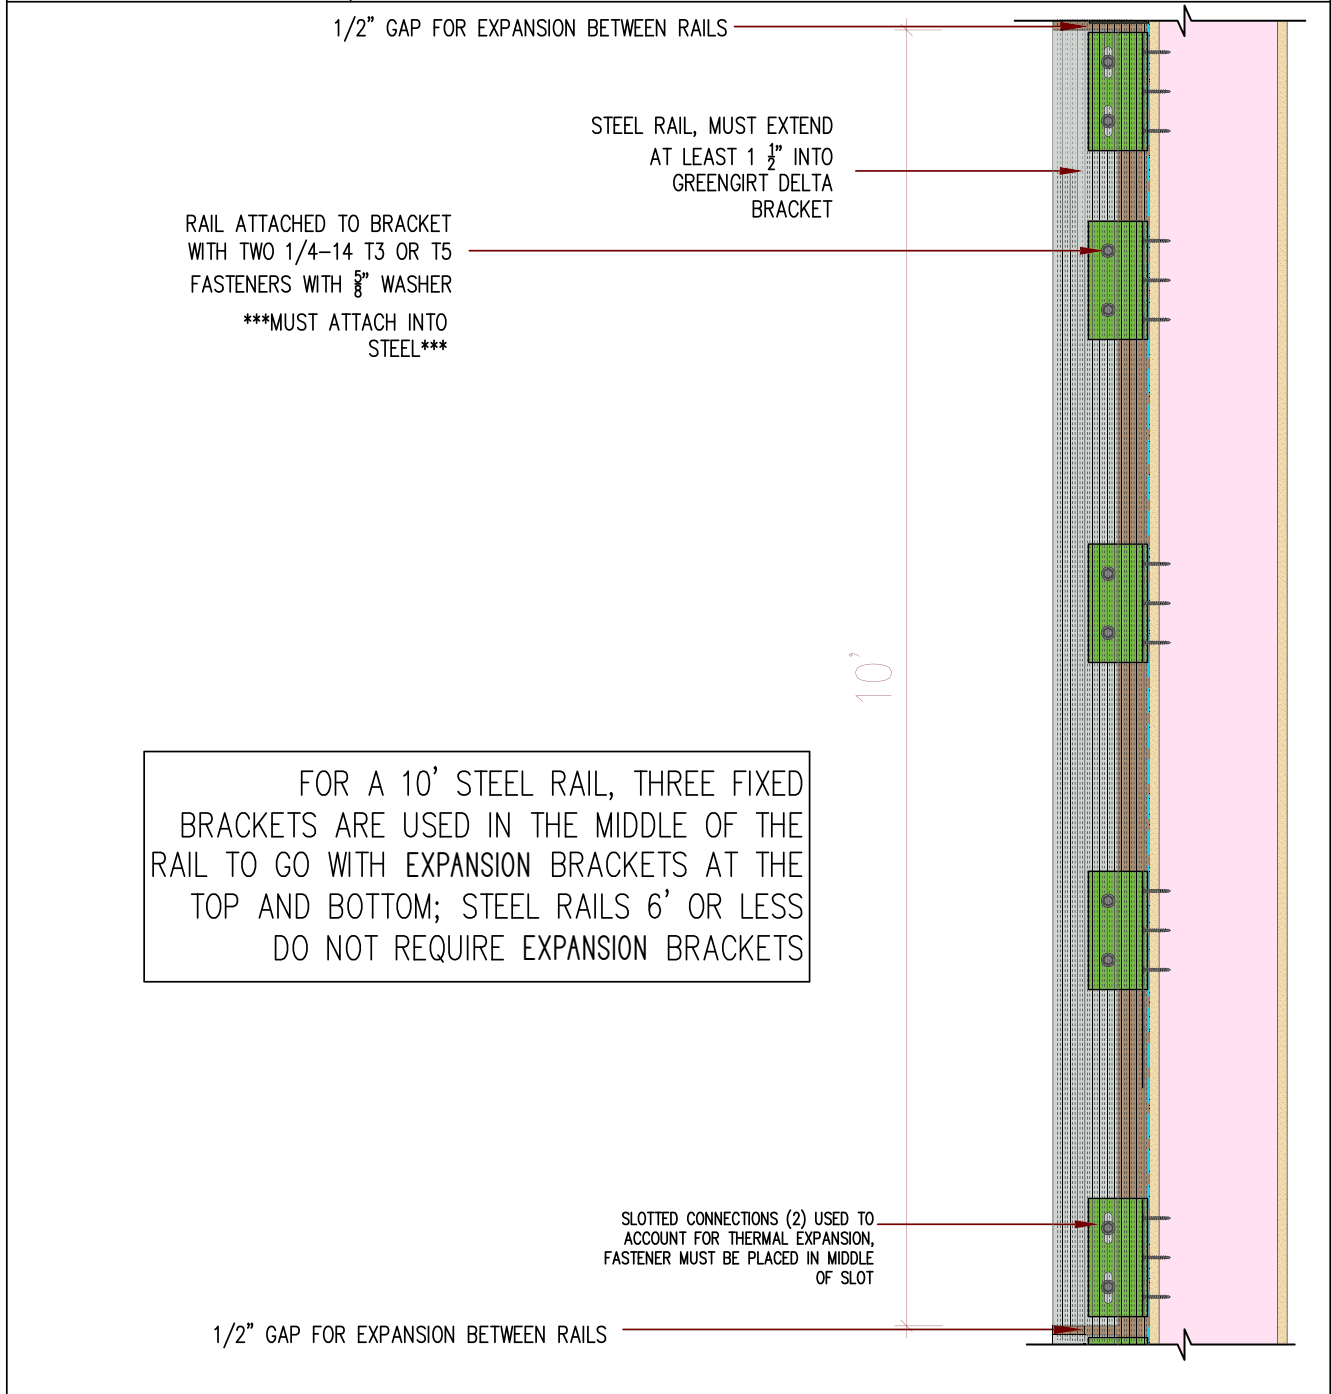 1/2" GAP FOR EXPANSION BETWEEN RAILS
STEEL RAIL, MUST EXTEND
AT LEAST 1 1/2" INTO
GREENGIRT DELTA
BRACKET
RAIL ATTACHED TO BRACKET
WITH TWO 1/4-14 T3 OR T5
FASTENERS WITH 5/8" WASHER
***MUST ATTACH INTO
STEEL***
10'
FOR A 10' STEEL RAIL, THREE FIXED
BRACKETS ARE USED IN THE MIDDLE OF THE
RAIL TO GO WITH EXPANSION BRACKETS AT THE
TOP AND BOTTOM; STEEL RAILS 6' OR LESS
DO NOT REQUIRE EXPANSION BRACKETS
SLOTTED CONNECTIONS (2) USED TO
ACCOUNT FOR THERMAL EXPANSION,
FASTENER MUST BE PLACED IN MIDDLE
OF SLOT
1/2" GAP FOR EXPANSION BETWEEN RAILS